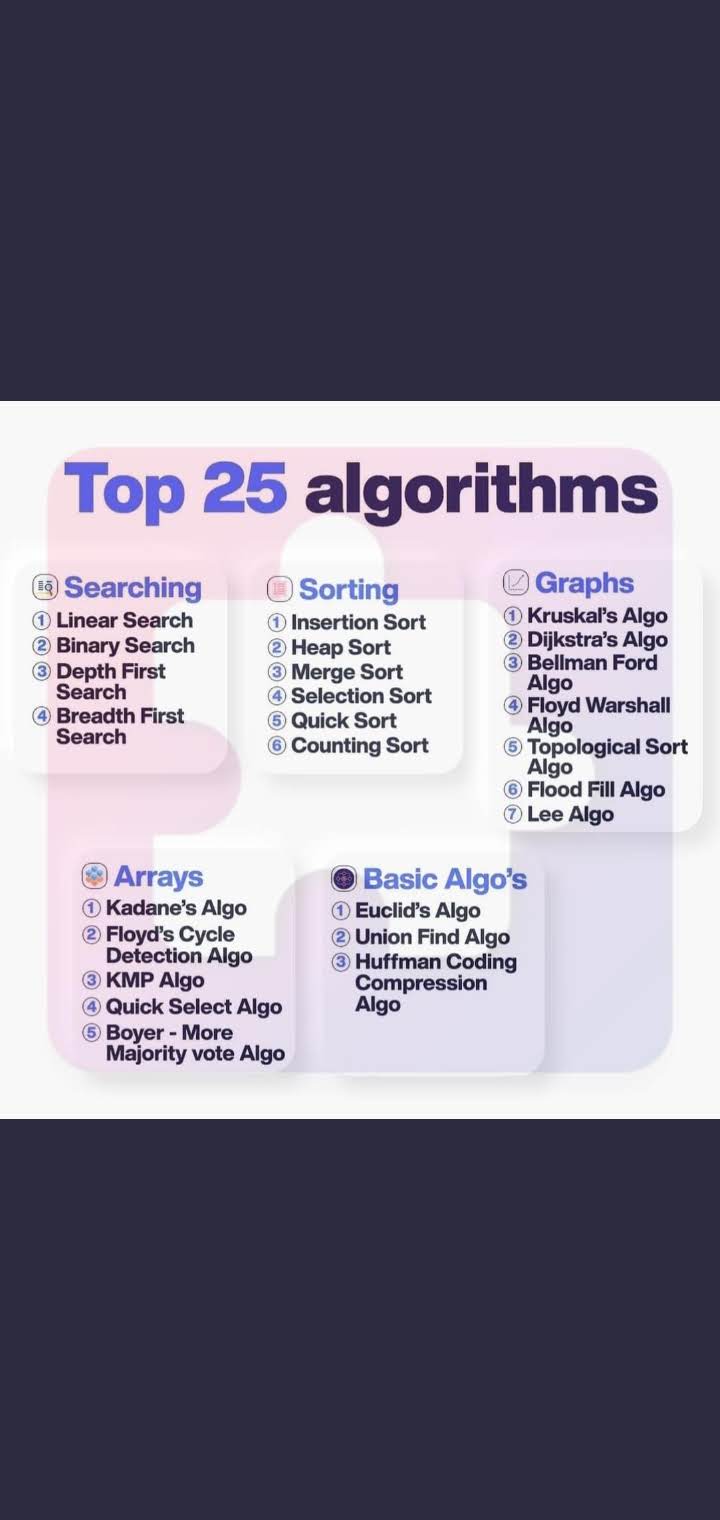 Top 25 algorithms
Searching
① Linear Search
② Binary Search
③ Depth First
Search
④ Breadth First
Search
Sorting
① Insertion Sort
② Heap Sort
③ Merge Sort
④ Selection Sort
⑤ Quick Sort
⑥ Counting Sort
Graphs
① Kruskal's Algo
② Dijkstra's Algo
③ Bellman Ford
Algo
④ Floyd Warshall
Algo
⑤ Topological Sort
Algo
⑥ Flood Fill Algo
⑦ Lee Algo
Arrays
① Kadane's Algo
② Floyd's Cycle
Detection Algo
③ KMP Algo
④ Quick Select Algo
⑤ Boyer - More
Majority vote Algo
Basic Algo's
① Euclid's Algo
② Union Find Algo
③ Huffman Coding
Compression
Algo